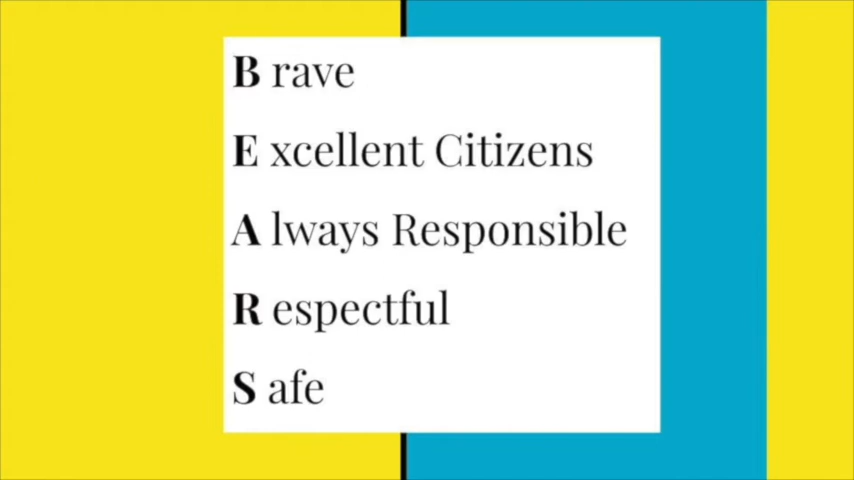 B rave
E xcellent Citizens
A lways Responsible
R espectful
S afe